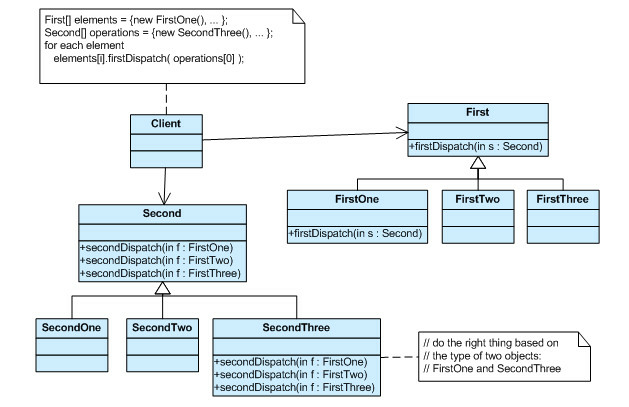 First[] elements = {new FirstOne(), ... };
Second[] operations = {new SecondThree(), ... };
for each element
elements[i].firstDispatch( operations[0] );
Client
First
+firstDispatch(in s : Second)
FirstOne
+firstDispatch(in s : Second)
FirstTwo
FirstThree
Second
+secondDispatch(in f : FirstOne)
+secondDispatch(in f : FirstTwo)
+secondDispatch(in f : FirstThree)
SecondOne
SecondTwo
SecondThree
+secondDispatch(in f : FirstOne)
+secondDispatch(in f : FirstTwo)
+secondDispatch(in f : FirstThree)
// do the right thing based on
// the type of two objects:
// FirstOne and SecondThree